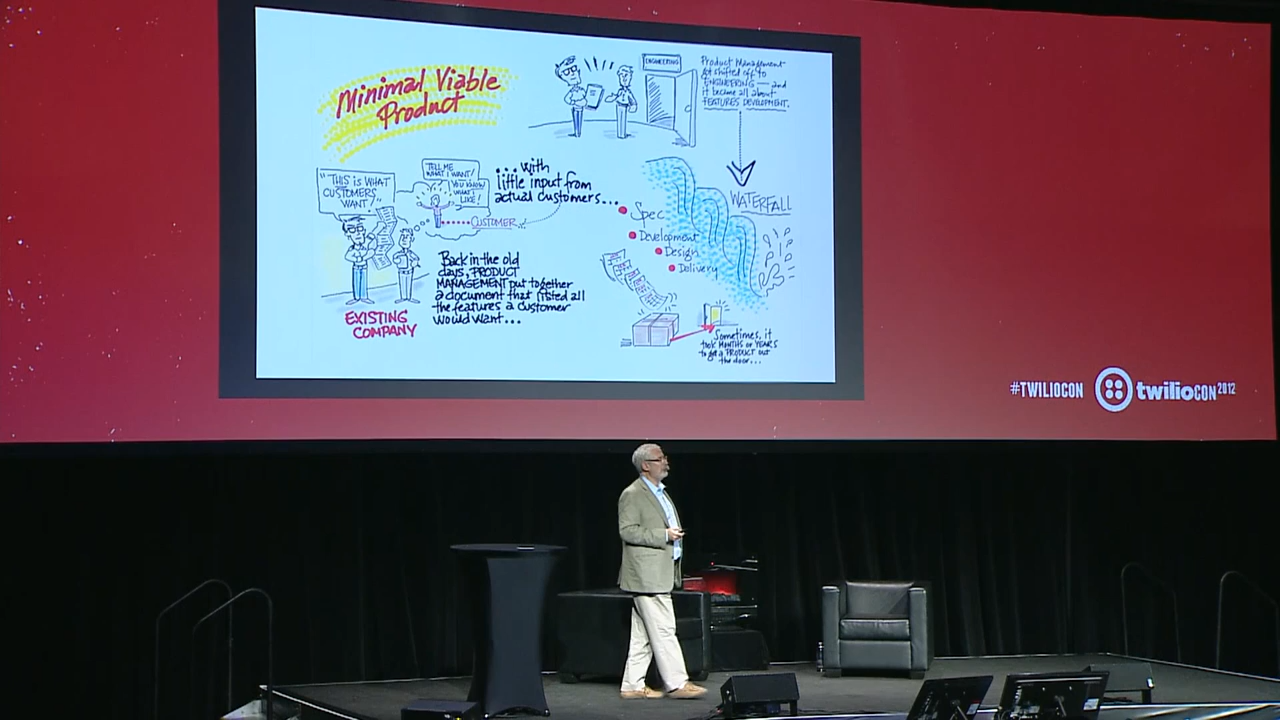 Minimal Viable
Product
ENGINEERING
Product Management
got shifted off to
ENGINEERING — and
it became all about
FEATURES DEVELOPMENT.
"THIS is WHAT
CUSTOMERS
WANT!"
TELL ME
WHAT I WANT!
YOU KNOW
WHAT I
LIKE!
CUSTOMER
...with
little input from
actual customers...
WATERFALL
Spec
Development
Design
Delivery
Back in the old
days, PRODUCT
MANAGEMENT put together
a document that listed all
the features a customer
would want...
EXISTING
COMPANY
Sometimes, it
took MONTHS or YEARS
to get a PRODUCT out
the door...
#TWILIOCON
twilioCON 2012